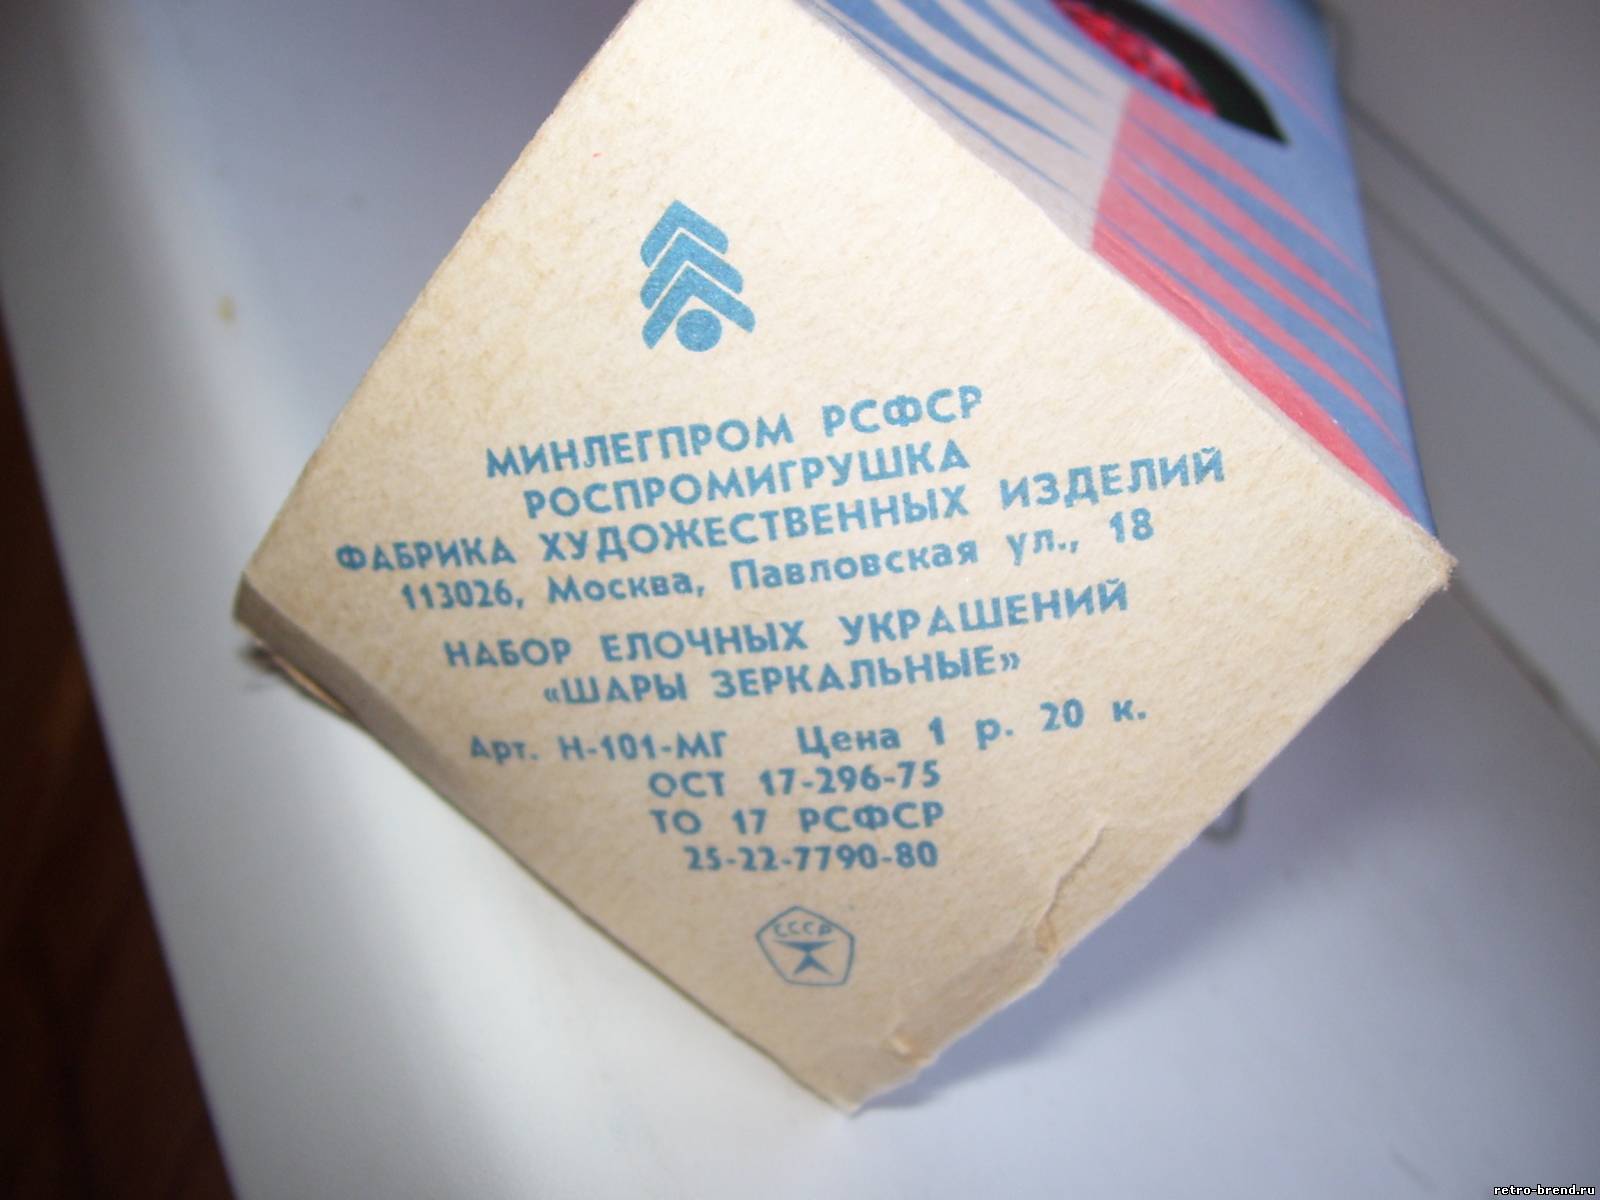 МИНЛЕГПРОМ РСФСР
РОСПРОМИГРУШКА
ФАБРИКА ХУДОЖЕСТВЕННЫХ ИЗДЕЛИЙ
113026, Москва, Павловская ул., 18
НАБОР ЕЛОЧНЫХ УКРАШЕНИЙ
«ШАРЫ ЗЕРКАЛЬНЫЕ»
Арт. Н-101-МГ Цена 1 р. 20 к.
ОСТ 17-296-75
ТО 17 РСФСР
25-22-7790-80
СССР
retro-brend.ru